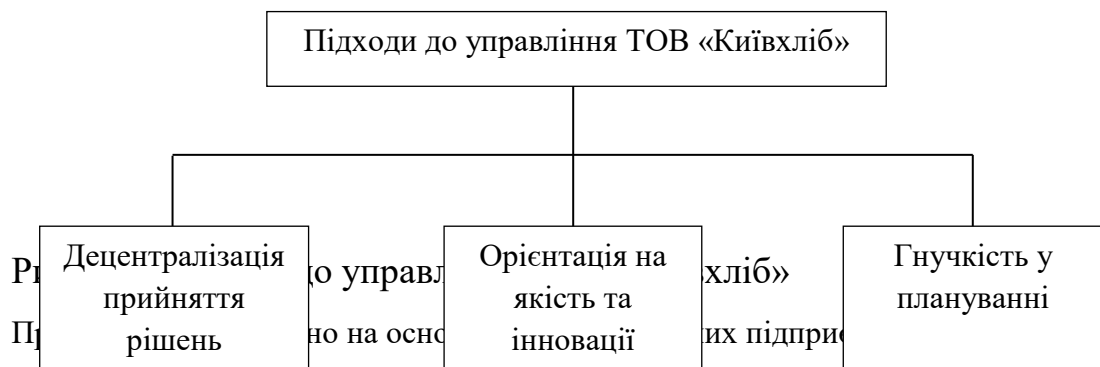 Підходи до управління ТОВ «Київхліб»
Децентралізація
прийняття
рішень
Орієнтація на
якість та
інновації
Гнучкість у
плануванні
до управл
хліб»
но на осно
их підприє